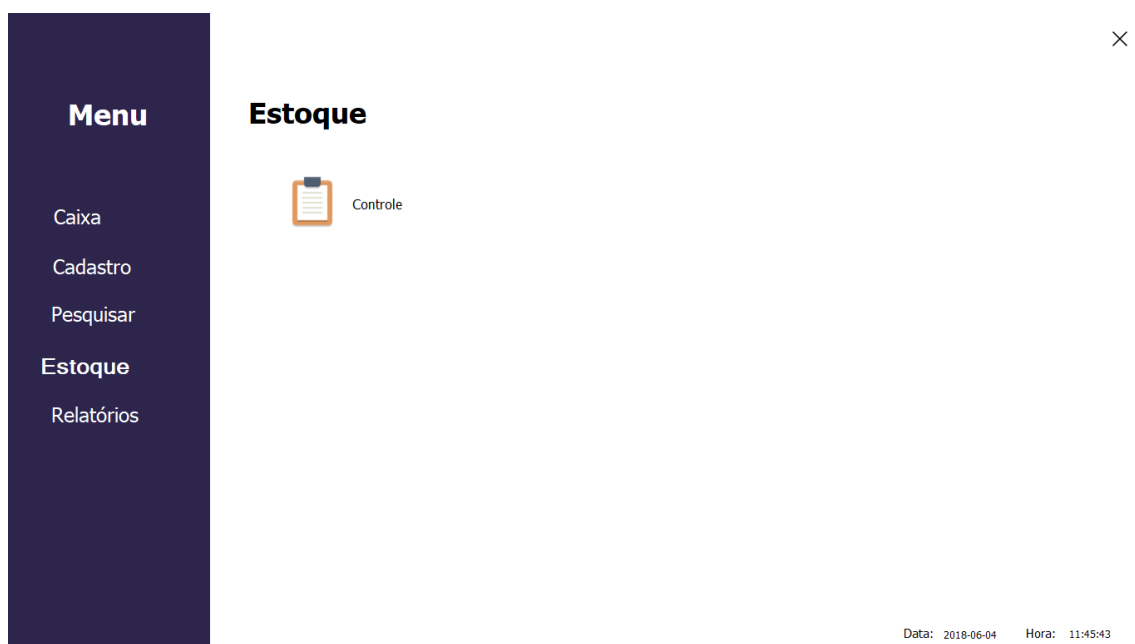 Menu
Caixa
Cadastro
Pesquisar
Estoque
Relatórios
Estoque
Controle
Data: 2018-06-04 Hora: 11:45:43